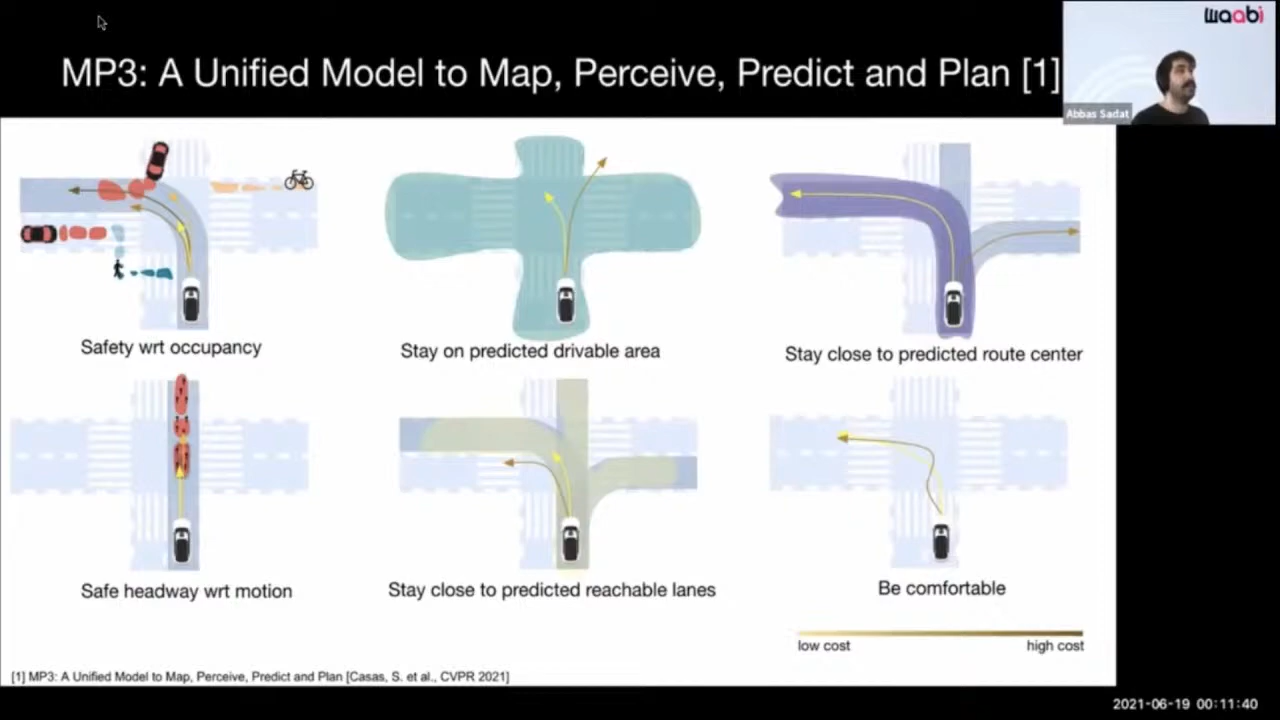 waabi
MP3: A Unified Model to Map, Perceive, Predict and Plan [1]
Abbas Sadat
Safety wrt occupancy
Stay on predicted drivable area
Stay close to predicted route center
Safe headway wrt motion
Stay close to predicted reachable lanes
Be comfortable
low cost
high cost
[1] MP3: A Unified Model to Map, Perceive, Predict and Plan [Casas, S. et al., CVPR 2021]
2021-06-19 00:11:40